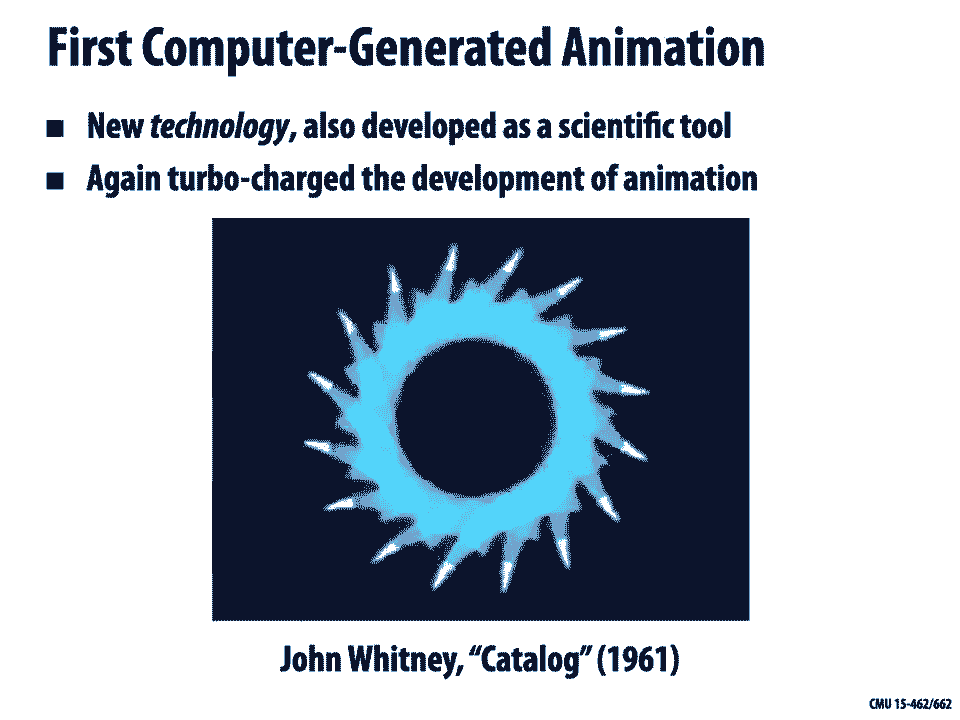 First Computer-Generated Animation
■ New technology, also developed as a scientific tool
■ Again turbo-charged the development of animation
John Whitney, “Catalog” (1961)
CMU 15-462/662